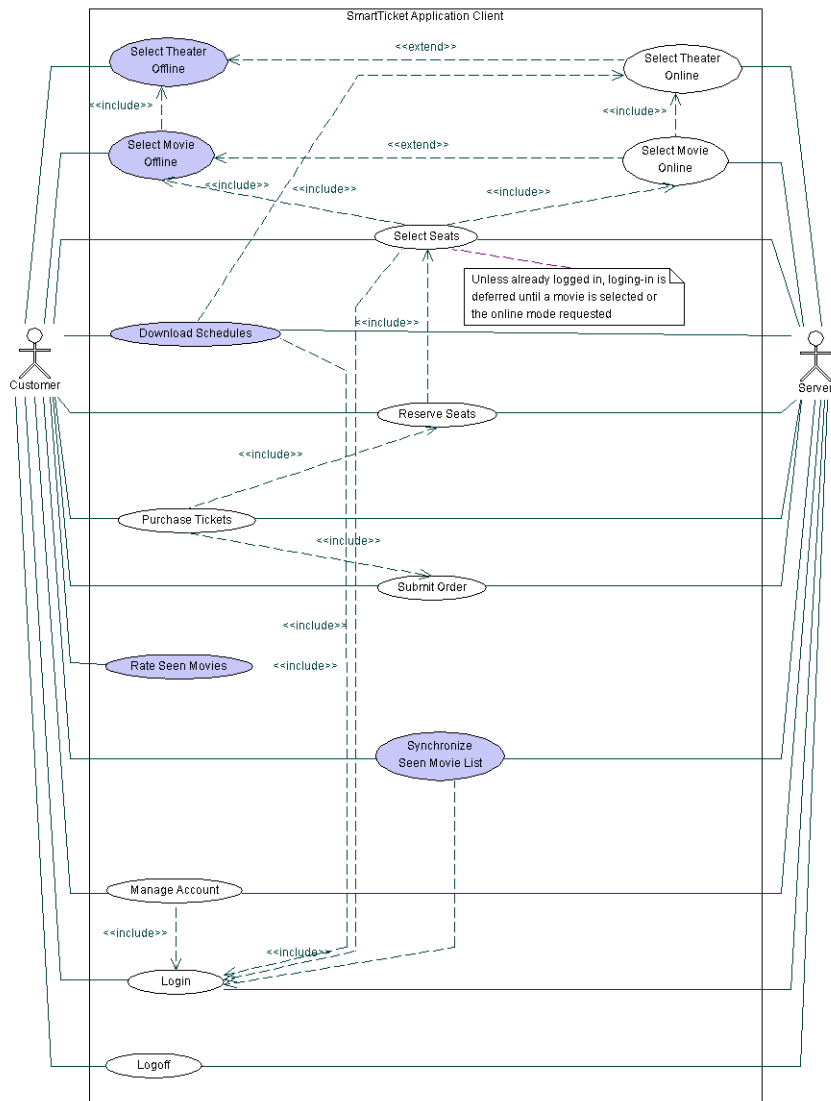 SmartTicket Application Client
Select Theater
Offline
<<extend>>
Select Theater
Online
<<include>>
<<include>>
Select Movie
Offline
<<extend>>
Select Movie
Online
<<include>>
<<include>>
<<include>>
Select Seats
Unless already logged in, loging-in is
deferred until a movie is selected or
the online mode requested
<<include>>
Download Schedules
Customer
Server
Reserve Seats
<<include>>
Purchase Tickets
<<include>>
Submit Order
<<include>>
Rate Seen Movies
<<include>>
Synchronize
Seen Movie List
Manage Account
<<include>>
<<include>>
Login
Logoff